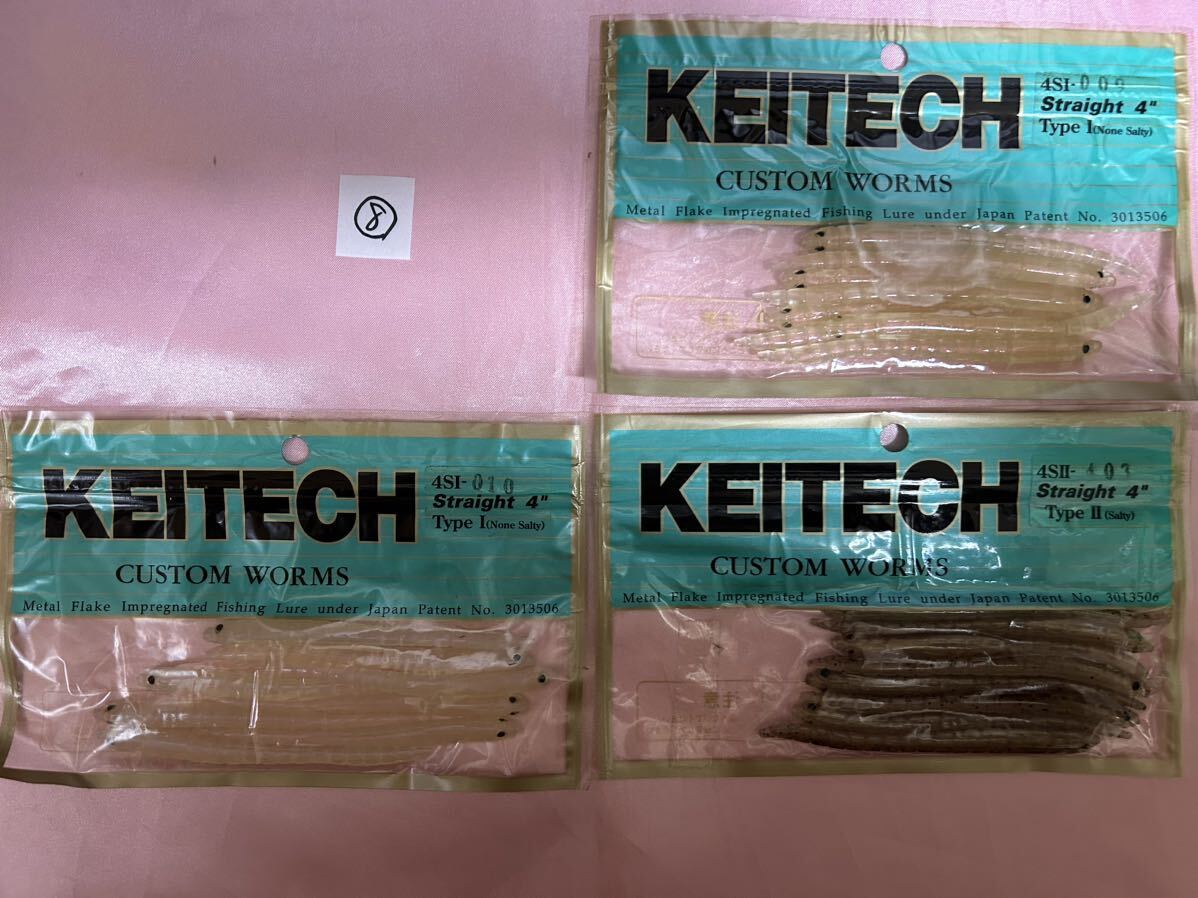 ⑧
KEITECH
4SI-009
Straight 4"
Type I (None Salty)
CUSTOM WORMS
Metal Flake Impregnated Fishing Lure under Japan Patent No. 3013506
KEITECH
4SI-010
Straight 4"
Type I (None Salty)
CUSTOM WORMS
Metal Flake Impregnated Fishing Lure under Japan Patent No. 3013506
KEITECH
4SII-403
Straight 4"
Type II (Salty)
CUSTOM WORMS
Metal Flake Impregnated Fishing Lure under Japan Patent No. 3013506